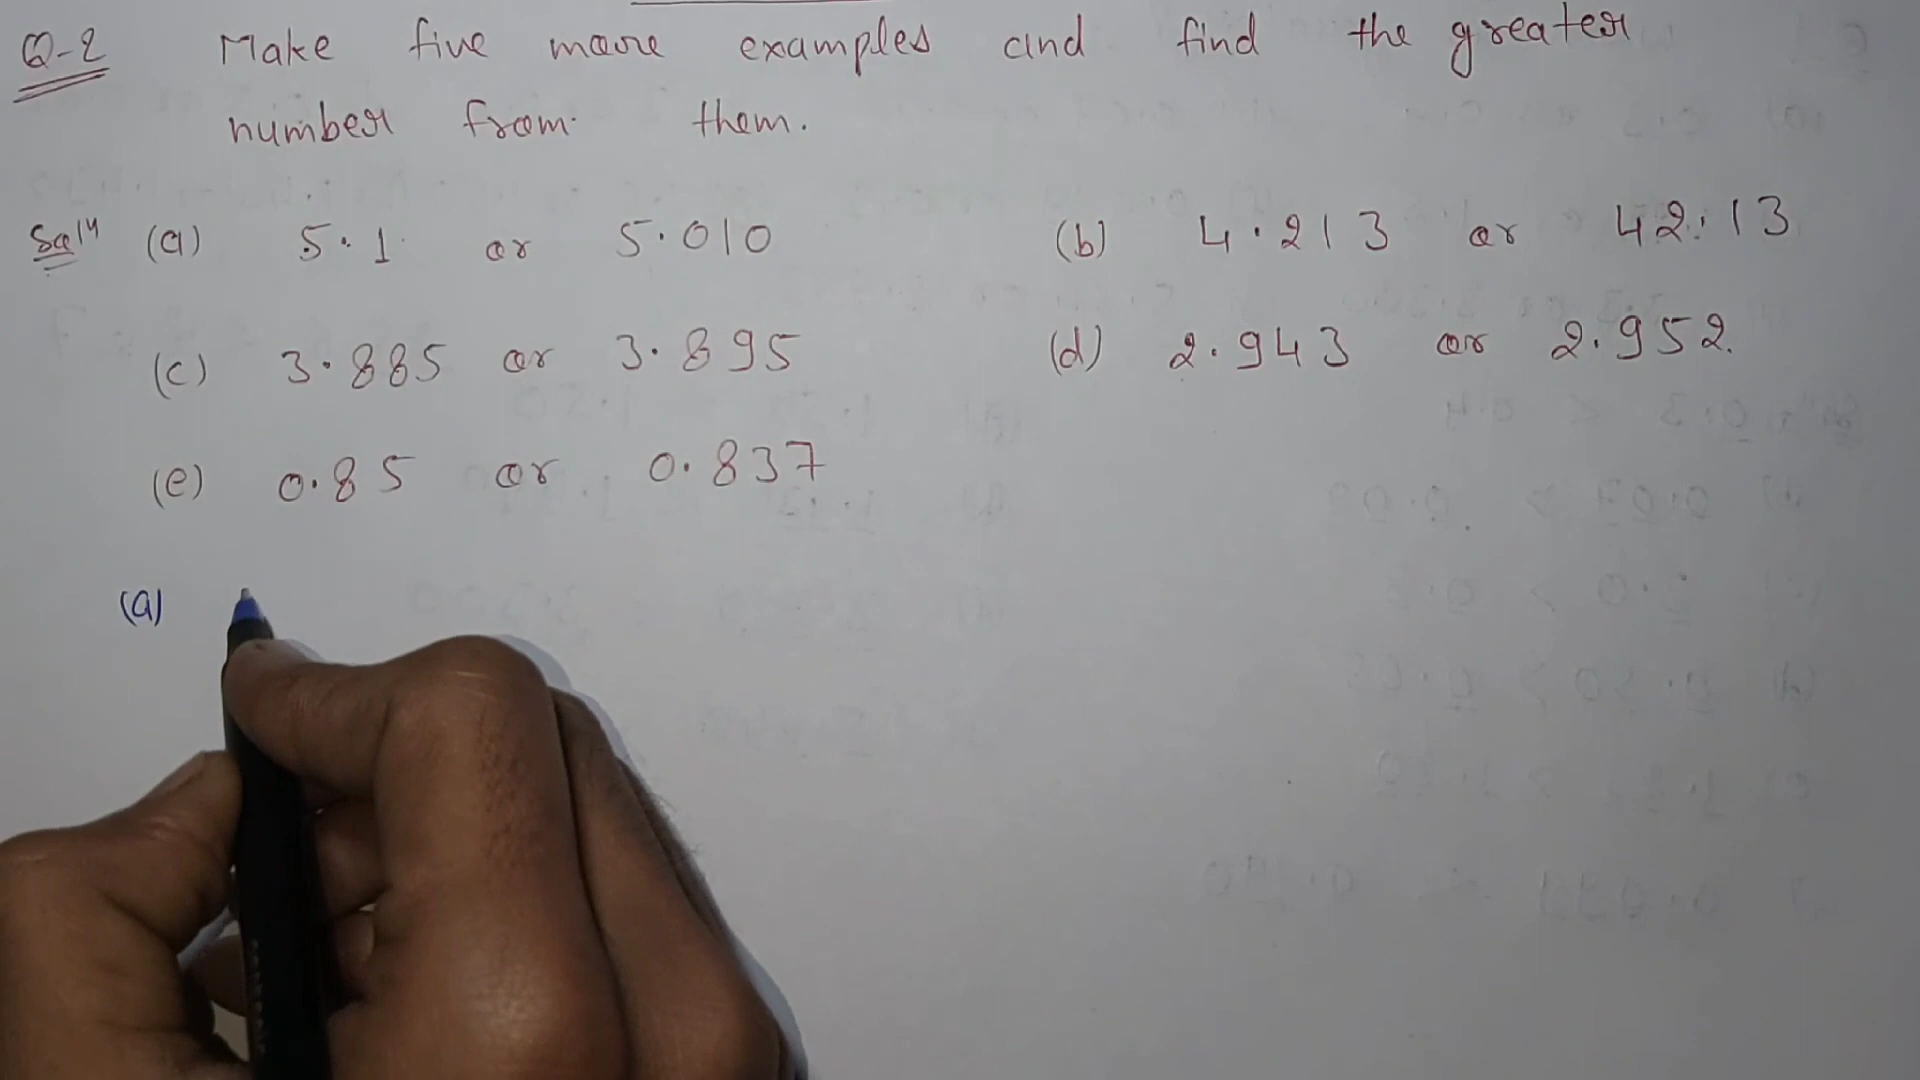 Q-2 Make five more examples and find the greater
number from them.
Soln (a) 5.1 or 5.010 (b) 4.213 or 42.13
(c) 3.885 or 3.895 (d) 2.943 or 2.952
(e) 0.85 or 0.837
(a)